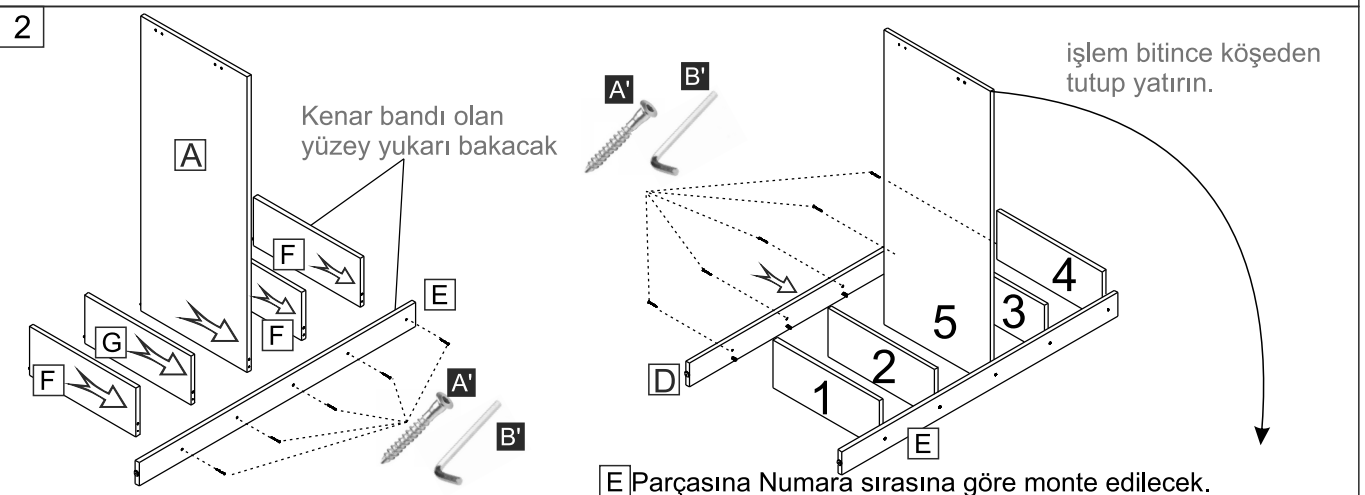 2
A
Kenar bandı olan
yüzey yukarı bakacak
F
F
E
G
F
A'
B'
A'
B'
işlem bitince köşeden
tutup yatırın.
4
3
5
2
1
D
E
E Parçasına Numara sırasına göre monte edilecek.